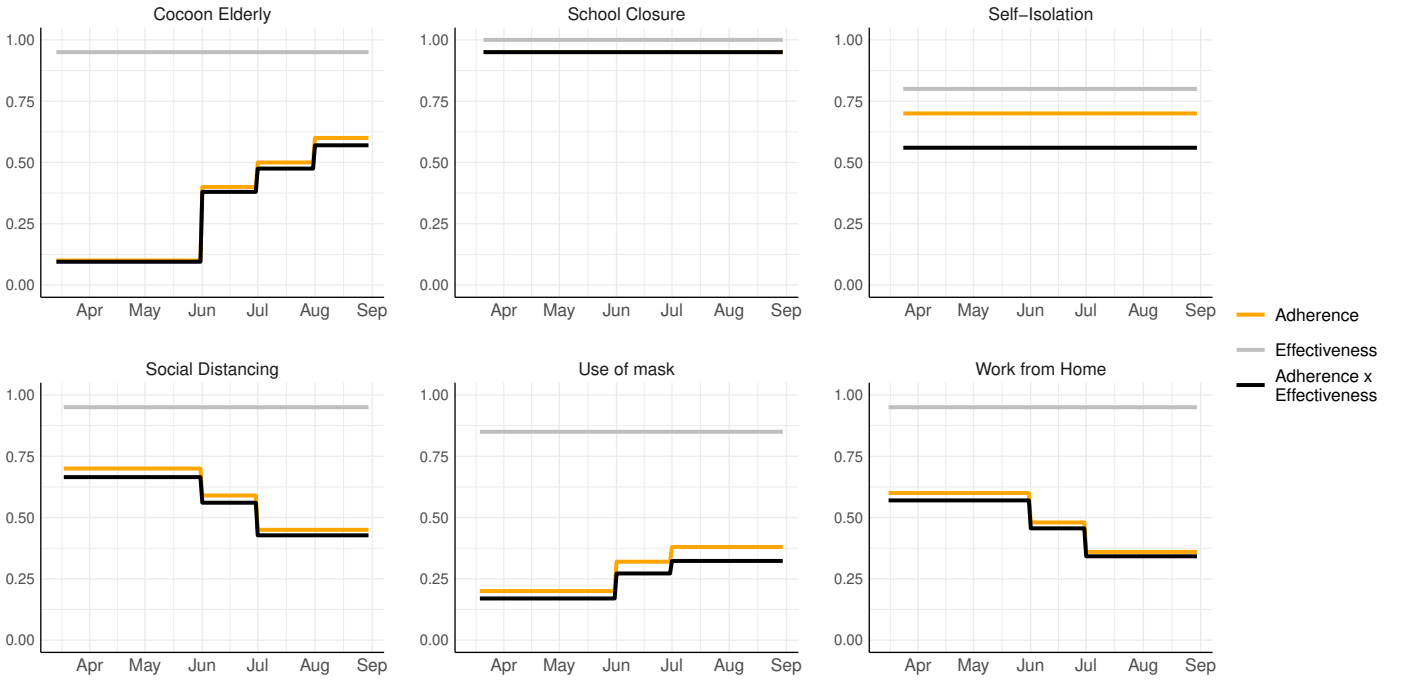 Cocoon Elderly
School Closure
Self−Isolation
1.00
0.75
0.50
0.25
0.00
Apr May Jun Jul Aug Sep
1.00
0.75
0.50
0.25
0.00
Apr May Jun Jul Aug Sep
1.00
0.75
0.50
0.25
0.00
Apr May Jun Jul Aug Sep
Social Distancing
Use of mask
Work from Home
1.00
0.75
0.50
0.25
0.00
Apr May Jun Jul Aug Sep
1.00
0.75
0.50
0.25
0.00
Apr May Jun Jul Aug Sep
1.00
0.75
0.50
0.25
0.00
Apr May Jun Jul Aug Sep
Adherence
Effectiveness
Adherence x
Effectiveness